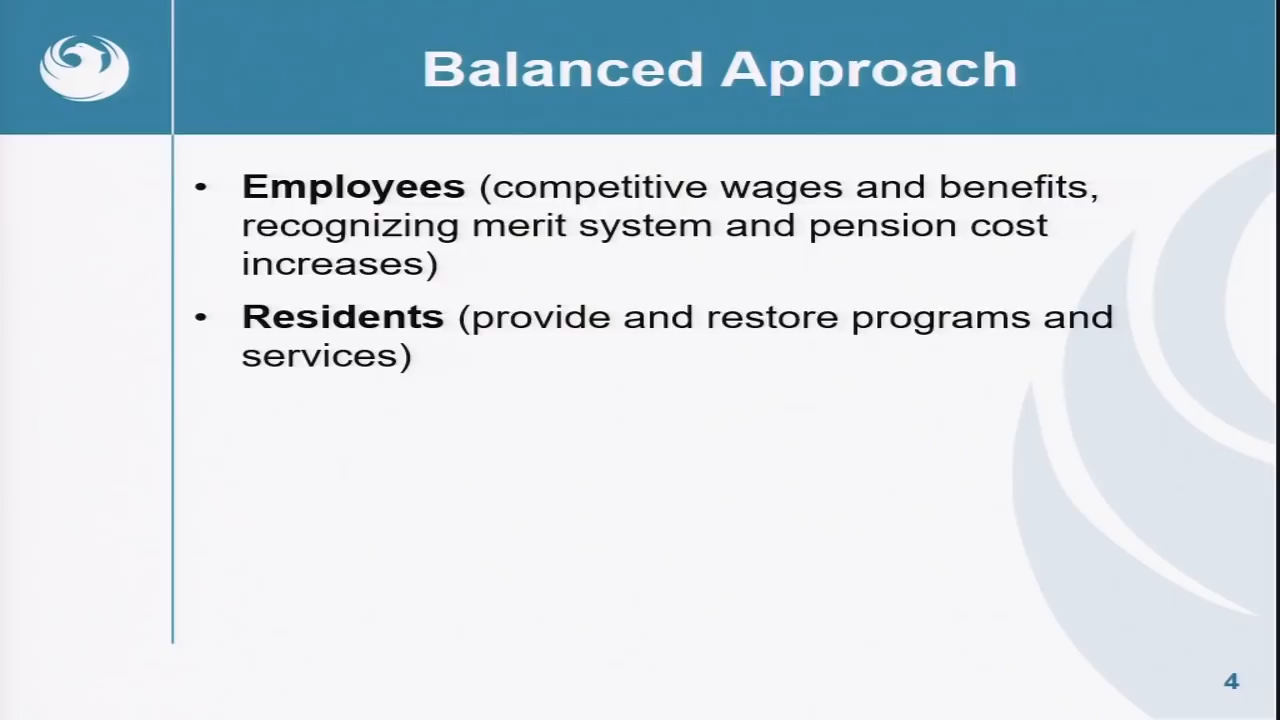 Balanced Approach
• Employees (competitive wages and benefits,
recognizing merit system and pension cost
increases)
• Residents (provide and restore programs and
services)
4